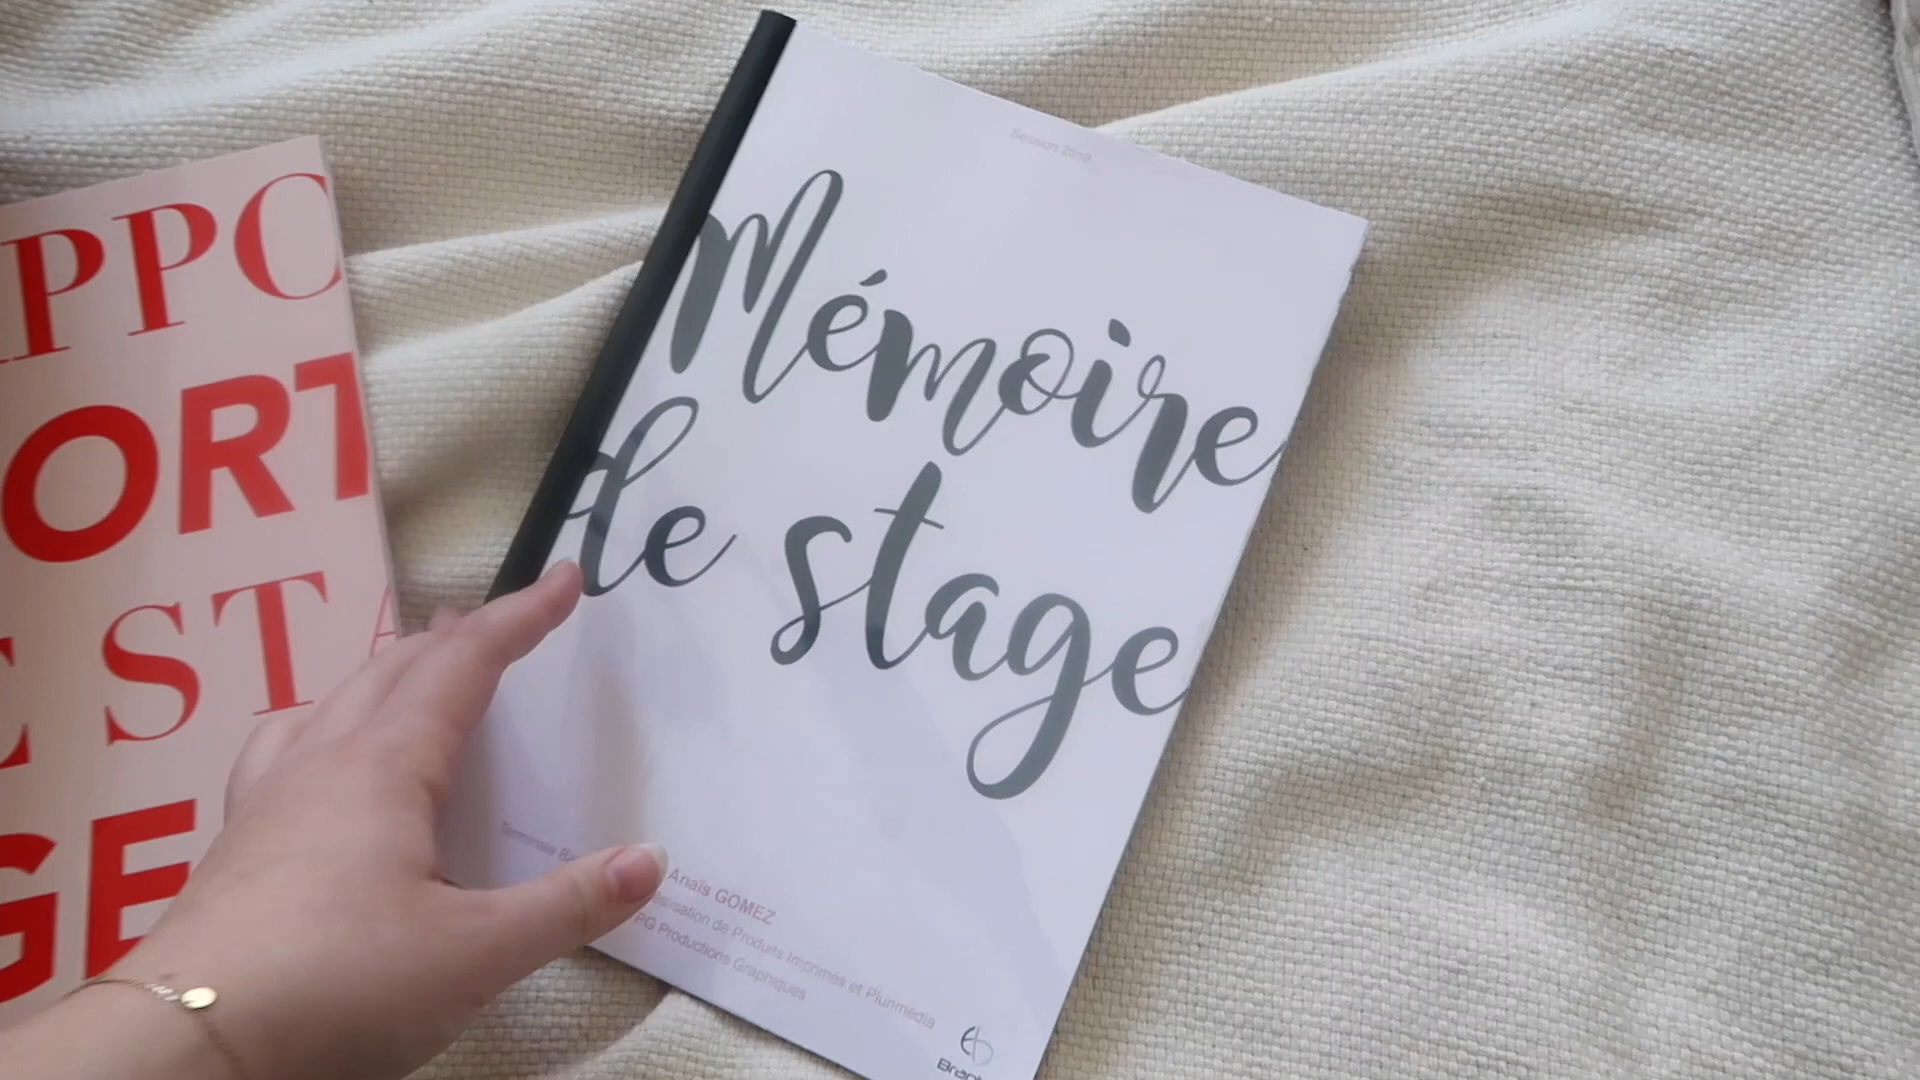 PPO
ORT
E STA
GE
Session
Mémoire
de stage
Terminale
Anaïs GOMEZ
Réalisation de Produits Imprimés et Plurimédia
PG Productions Graphiques